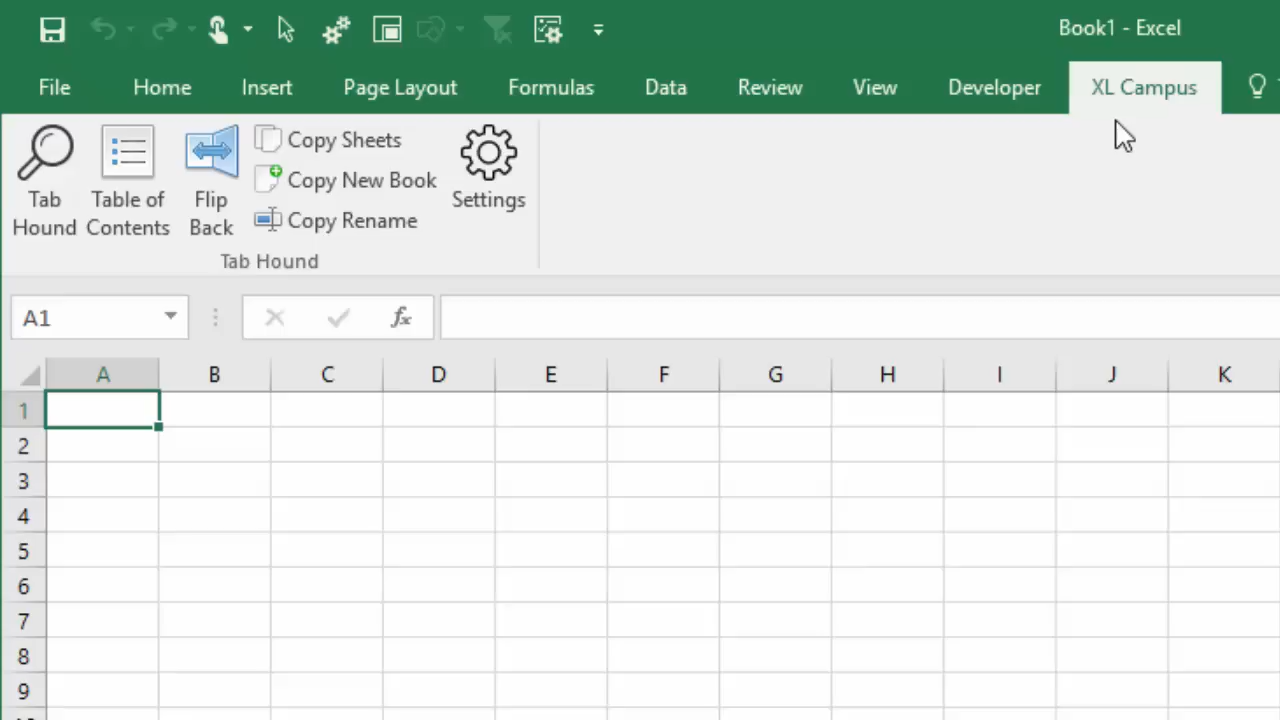 Book1 - Excel
File Home Insert Page Layout Formulas Data Review View Developer XL Campus
Tab Hound
Table of Contents
Flip Back
Copy Sheets
Copy New Book
Copy Rename
Settings
Tab Hound
A1
fx
A B C D E F G H I J K
1
2
3
4
5
6
7
8
9